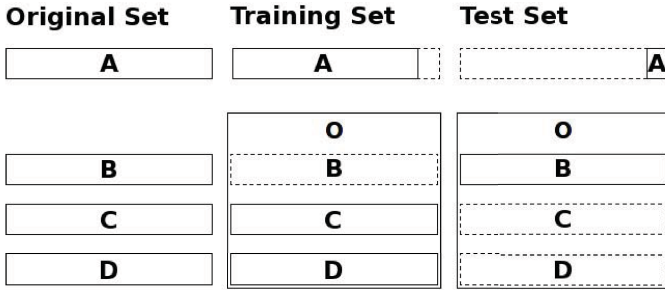 Original Set Training Set Test Set
A A A
O O
B B B
C C C
D D D